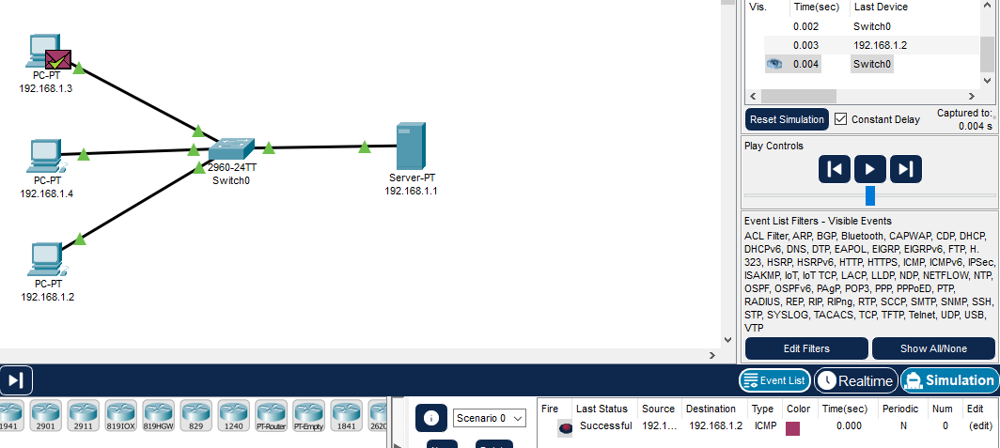 Vis. Time(sec) Last Device
0.002 Switch0
0.003 192.168.1.2
0.004 Switch0
Reset Simulation Constant Delay Captured to:
0.004 s
Play Controls
Event List Filters - Visible Events
ACL Filter, ARP, BGP, Bluetooth, CAPWAP, CDP, DHCP,
DHCPv6, DNS, DTP, EAPOL, EIGRP, EIGRPv6, FTP, H.
323, HSRP, HSRPv6, HTTP, HTTPS, ICMP, ICMPv6, IPSec,
ISAKMP, IoT, IoT TCP, LACP, LLDP, NDP, NETFLOW, NTP,
OSPF, OSPFv6, PAgP, POP3, PPP, PPPoED, PTP,
RADIUS, REP, RIP, RIPng, RTP, SCCP, SMTP, SNMP, SSH,
STP, SYSLOG, TACACS, TCP, TFTP, Telnet, UDP, USB,
VTP
Edit Filters Show All/None
PC-PT
192.168.1.3
PC-PT
192.168.1.4
PC-PT
192.168.1.2
2960-24TT
Switch0
Server-PT
192.168.1.1
Event List Realtime Simulation
1941 2901 2911 819IOX 819HGW 829 1240 PT-Router PT-Empty 1841 2620
Scenario 0
Fire Last Status Source Destination Type Color Time(sec) Periodic Num Edit
Successful 192.1... 192.168.1.2 ICMP 0.000 N 0 (edit)